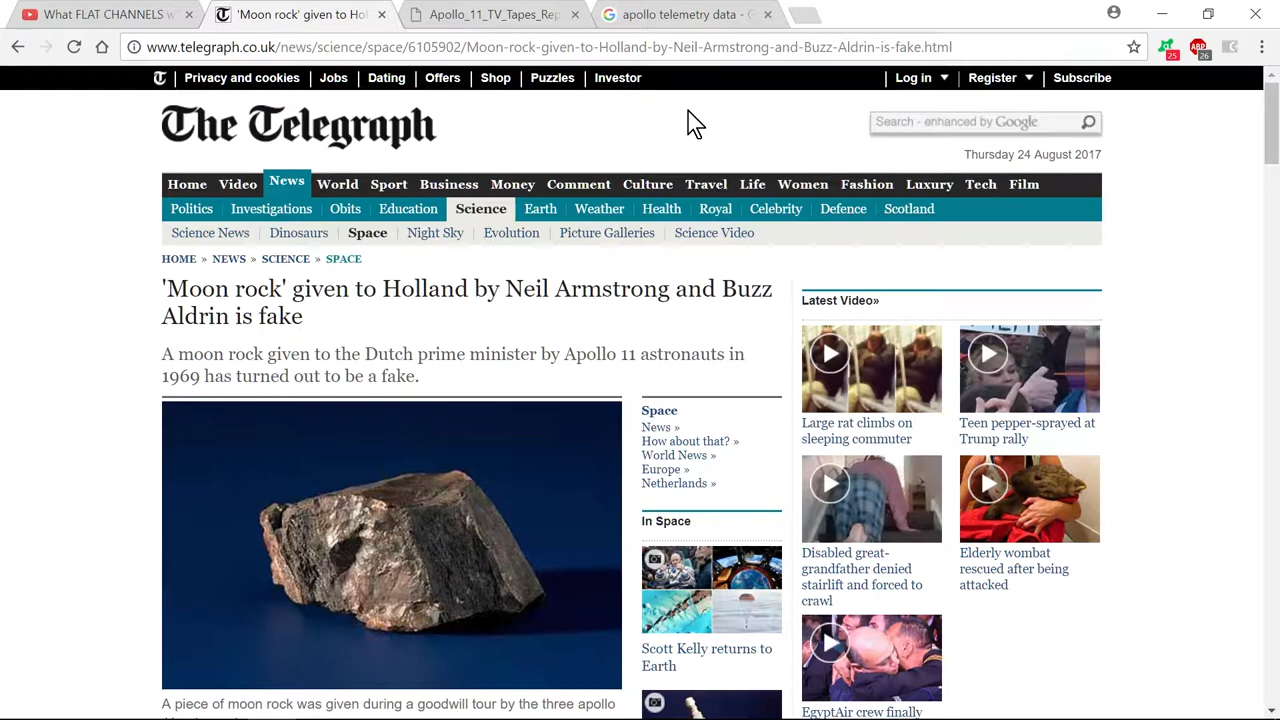 What FLAT CHANNELS w
'Moon rock' given to Hol
Apollo_11_TV_Tapes_Rep
apollo telemetry data -
www.telegraph.co.uk/news/science/space/6105902/Moon-rock-given-to-Holland-by-Neil-Armstrong-and-Buzz-Aldrin-is-fake.html
25
ABP
26
Privacy and cookies Jobs Dating Offers Shop Puzzles Investor
Log in Register Subscribe
The Telegraph
Search - enhanced by Google
Thursday 24 August 2017
Home Video News World Sport Business Money Comment Culture Travel Life Women Fashion Luxury Tech Film
Politics Investigations Obits Education Science Earth Weather Health Royal Celebrity Defence Scotland
Science News Dinosaurs Space Night Sky Evolution Picture Galleries Science Video
HOME » NEWS » SCIENCE » SPACE
'Moon rock' given to Holland by Neil Armstrong and Buzz
Aldrin is fake
A moon rock given to the Dutch prime minister by Apollo 11 astronauts in
1969 has turned out to be a fake.
A piece of moon rock was given during a goodwill tour by the three apollo
Space
News »
How about that? »
World News »
Europe »
Netherlands »
In Space
Scott Kelly returns to
Earth
Latest Video»
Large rat climbs on
sleeping commuter
Teen pepper-sprayed at
Trump rally
Disabled great-
grandfather denied
stairlift and forced to
crawl
Elderly wombat
rescued after being
attacked
EgyptAir crew finally